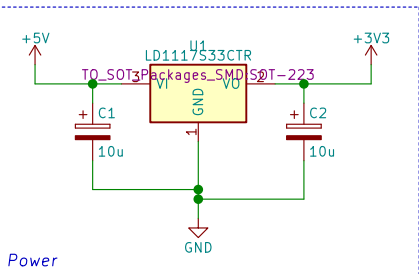 +5V
U1
+3V3
LD1117S33CTR
TO_SOT_Packages_SMD:SOT-223
3
VI
VO
2
GND
1
+ C1
10u
+ C2
10u
GND
Power